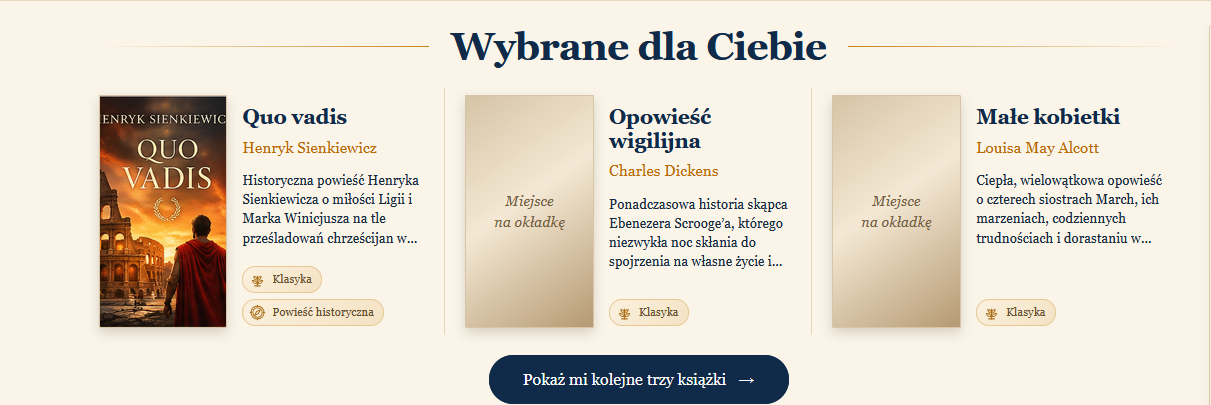 Wybrane dla Ciebie
ENRYK SIENKIEWIC
QUO
VADIS
Quo vadis
Henryk Sienkiewicz
Historyczna powieść Henryka
Sienkiewicza o miłości Ligii i
Marka Winicjusza na tle
prześladowań chrześcijan w...
Klasyka
Powieść historyczna
Miejsce
na okładkę
Opowieść
wigilijna
Charles Dickens
Ponadczasowa historia skąpca
Ebenezera Scrooge’a, którego
niezwykła noc skłania do
spojrzenia na własne życie i...
Klasyka
Miejsce
na okładkę
Małe kobietki
Louisa May Alcott
Ciepła, wielowątkowa opowieść
o czterech siostrach March, ich
marzeniach, codziennych
trudnościach i dorastaniu w...
Klasyka
Pokaż mi kolejne trzy książki →